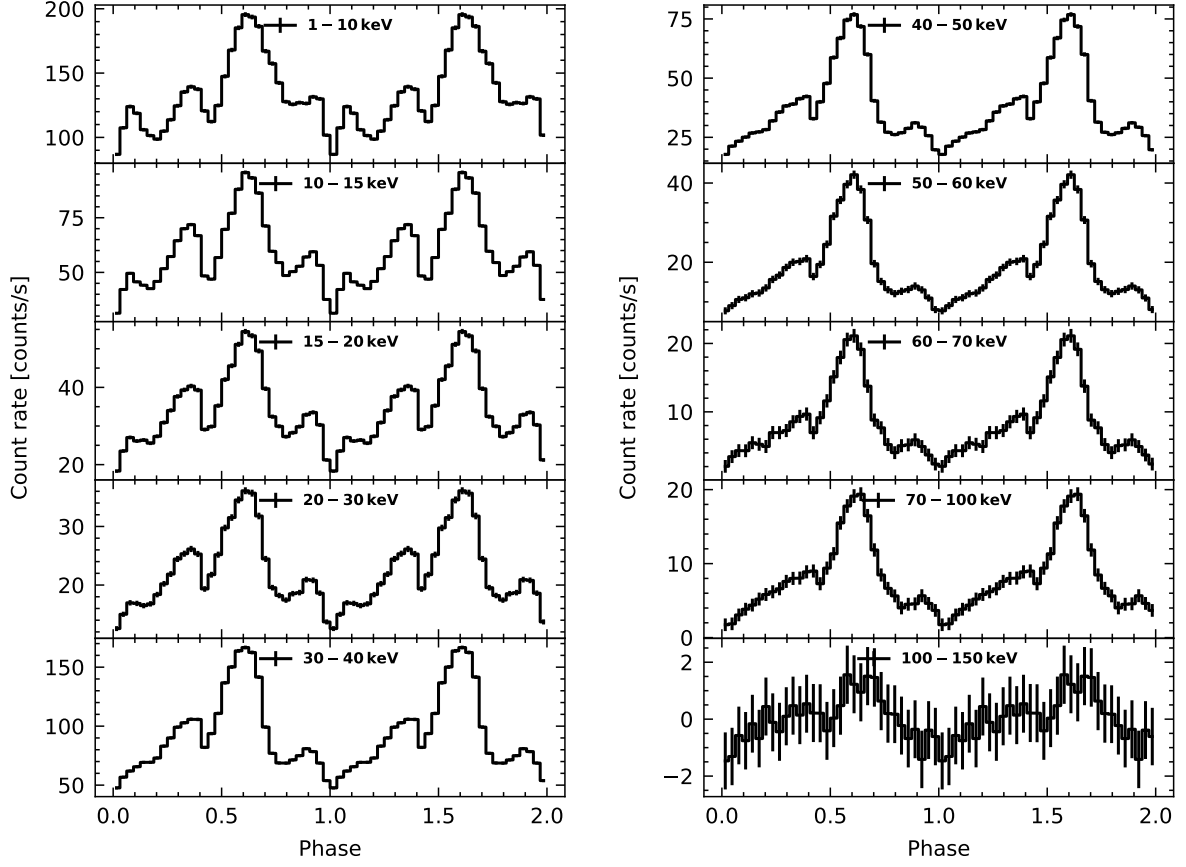 200
150
100
1 − 10 keV
75
50
10 − 15 keV
40
20
15 − 20 keV
30
20
20 − 30 keV
150
100
50
30 − 40 keV
0.0 0.5 1.0 1.5 2.0
Phase
Count rate [counts/s]
75
50
25
40 − 50 keV
40
20
50 − 60 keV
20
10
0
60 − 70 keV
20
10
0
70 − 100 keV
2
0
−2
100 − 150 keV
0.0 0.5 1.0 1.5 2.0
Phase
Count rate [counts/s]